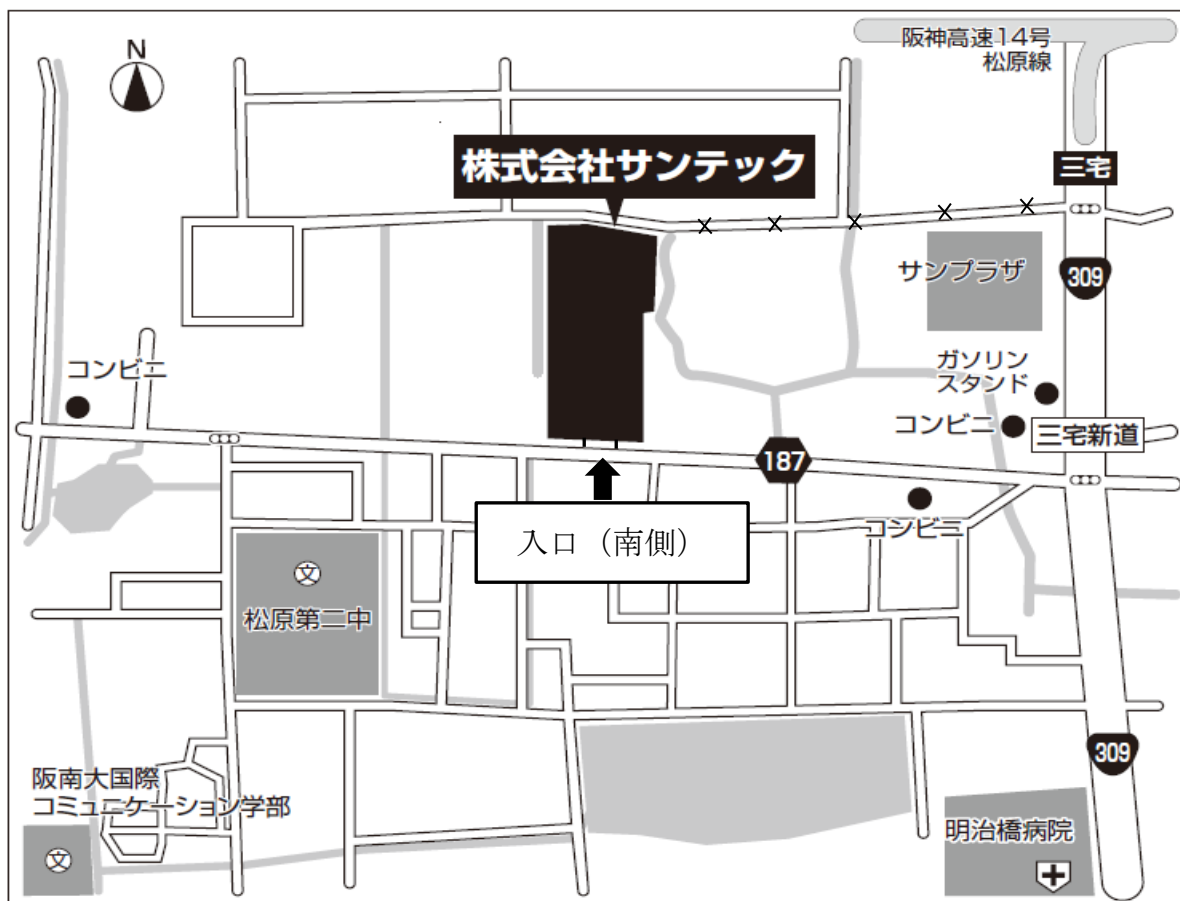 阪神高速14号
松原線
N
株式会社サンテック
三宅
309
サンプラザ
コンビニ
ガソリン
スタンド
コンビニ
三宅新道
187
コンビニ
入口（南側）
文
松原第二中
309
阪南大国際
コミュニケーション学部
文
明治橋病院